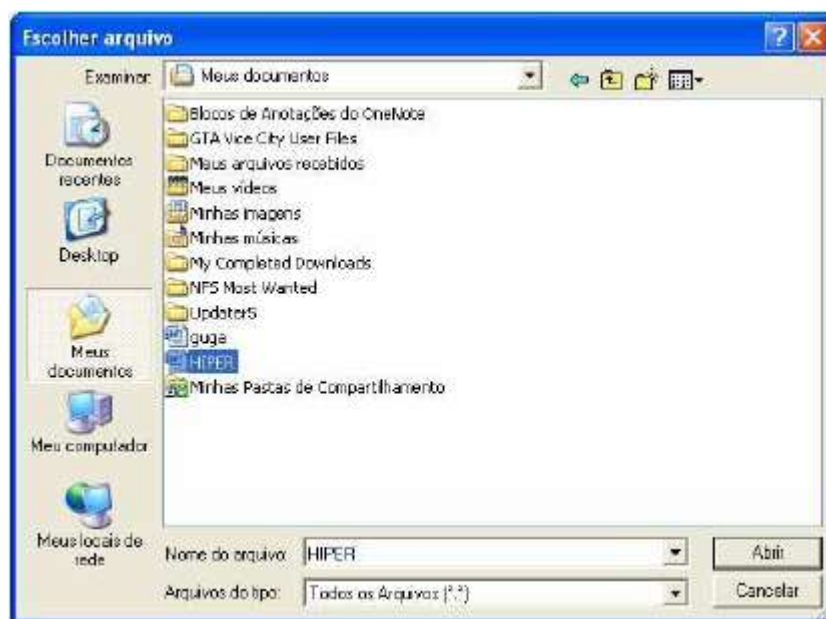 Escolher arquivo
Examinar: Meus documentos
Documentos recentes
Desktop
Meus documentos
Meu computador
Meus locais de rede
Blocos de Anotações do OneNote
GTA Vice City User Files
Meus arquivos recebidos
Meus vídeos
Minhas imagens
Minhas músicas
My Completed Downloads
NFS Most Wanted
Updater5
guga
HIPER
Minhas Pastas de Compartilhamento
Nome do arquivo: HIPER
Abrir
Arquivos do tipo: Todos os Arquivos (*.*)
Cancelar